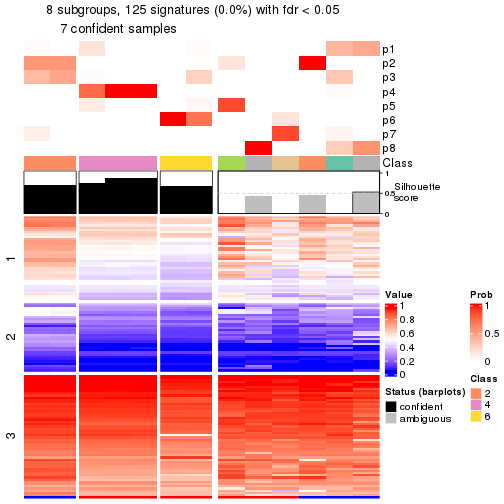 8 subgroups, 125 signatures (0.0%) with fdr < 0.05
7 confident samples
p1
p2
p3
p4
p5
p6
p7
p8
Class
1
0.5
0
Silhouette
score
1
2
3
Value
1
0.8
0.6
0.4
0.2
0
Prob
1
0.5
0
Status (barplots)
confident
ambiguous
Class
2
4
6